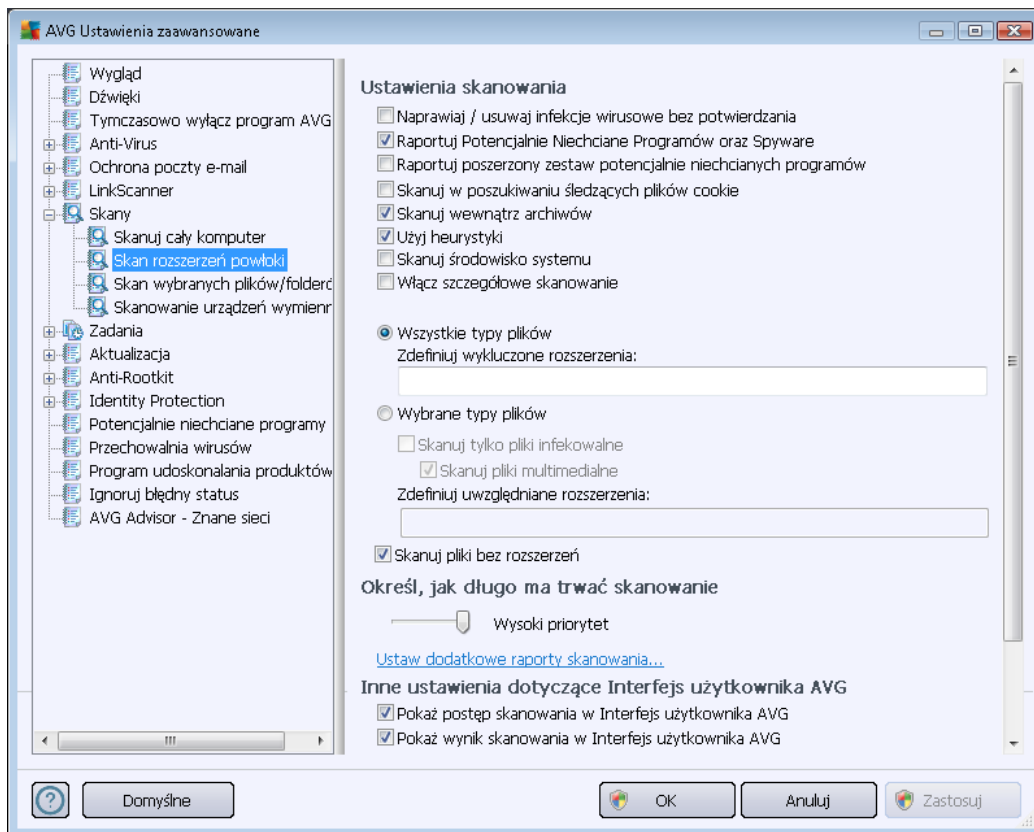 AVG Ustawienia zaawansowane
Wygląd
Dźwięki
Tymczasowo wyłącz program AVG
Anti-Virus
Ochrona poczty e-mail
LinkScanner
Skany
Skanuj cały komputer
Skan rozszerzeń powłoki
Skan wybranych plików/folderó
Skanowanie urządzeń wymienr
Zadania
Aktualizacja
Anti-Rootkit
Identity Protection
Potencjalnie niechciane programy
Przechowalnia wirusów
Program udoskonalania produktów
Ignoruj błędny status
AVG Advisor - Znane sieci
Ustawienia skanowania
Naprawiaj / usuwaj infekcje wirusowe bez potwierdzania
Raportuj Potencjalnie Niechciane Programów oraz Spyware
Raportuj poszerzony zestaw potencjalnie niechcianych programów
Skanuj w poszukiwaniu śledzących plików cookie
Skanuj wewnątrz archiwów
Użyj heurystyki
Skanuj środowisko systemu
Włącz szczegółowe skanowanie
Wszystkie typy plików
Zdefiniuj wykluczone rozszerzenia:
Wybrane typy plików
Skanuj tylko pliki infekowalne
Skanuj pliki multimedialne
Zdefiniuj uwzględniane rozszerzenia:
Skanuj pliki bez rozszerzeń
Określ, jak długo ma trwać skanowanie
Wysoki priorytet
Ustaw dodatkowe raporty skanowania...
Inne ustawienia dotyczące Interfejs użytkownika AVG
Pokaż postęp skanowania w Interfejs użytkownika AVG
Pokaż wynik skanowania w Interfejs użytkownika AVG
Domyślne
OK
Anuluj
Zastosuj